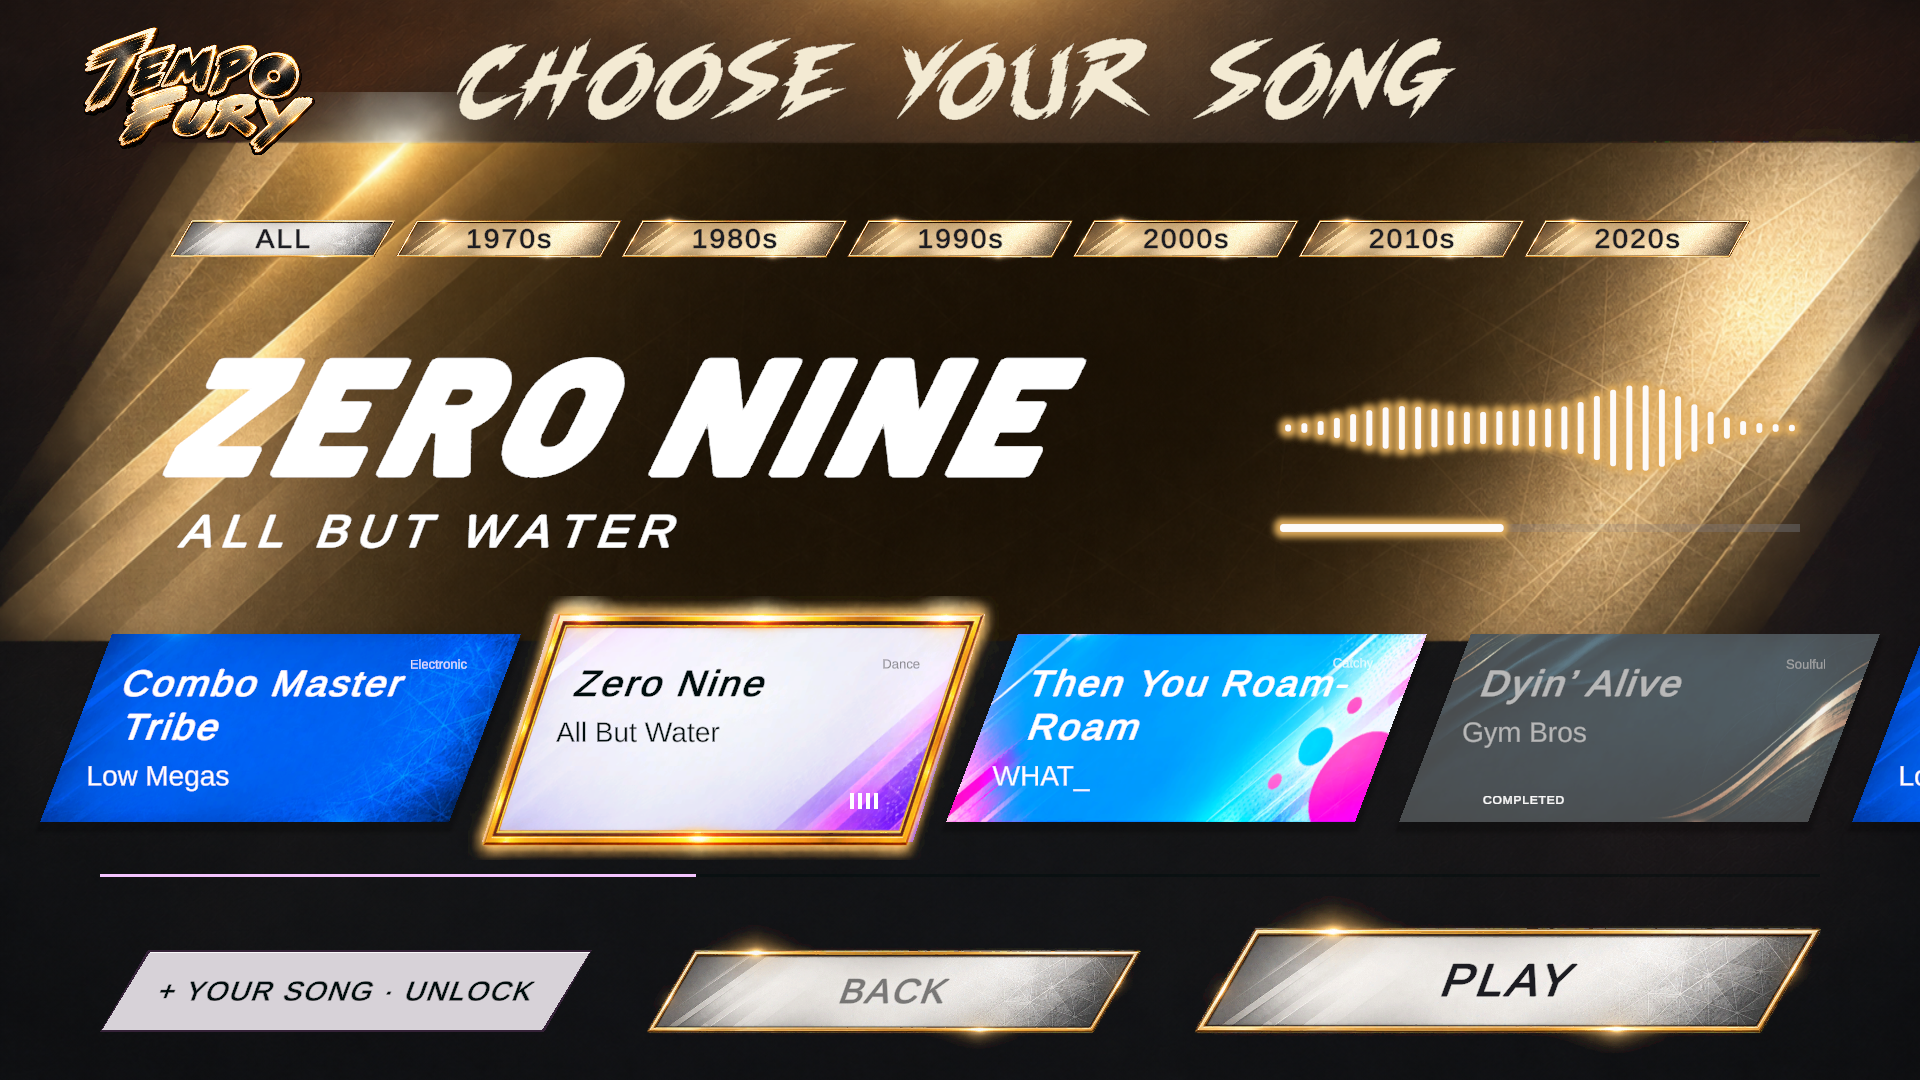 TEMPO
FURY
CHOOSE YOUR SONG
ALL
1970s
1980s
1990s
2000s
2010s
2020s
ZERO NINE
ALL BUT WATER
Electronic
Combo Master
Tribe
Low Megas
Dance
Zero Nine
All But Water
Catchy
Then You Roam-
Roam
WHAT_
Soulful
Dyin’ Alive
Gym Bros
COMPLETED
Lo
+ YOUR SONG · UNLOCK
BACK
PLAY